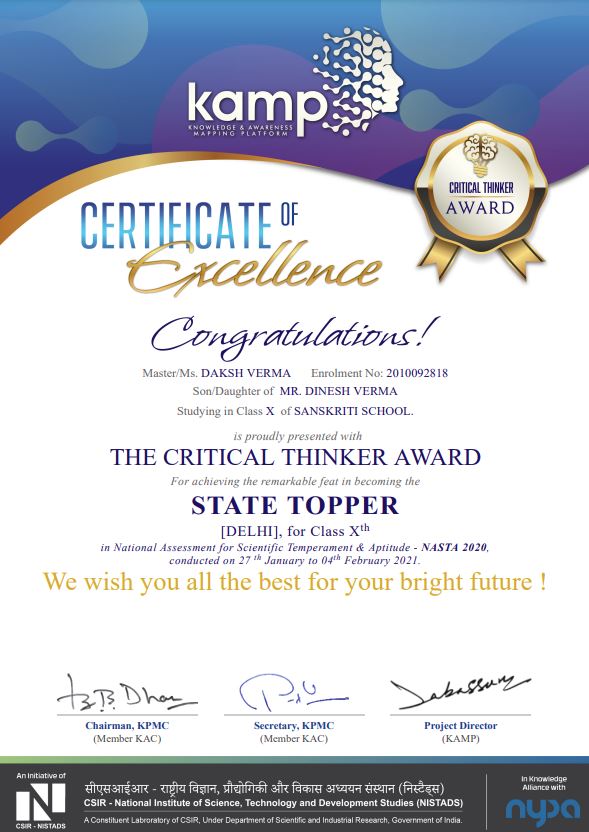 kamp
KNOWLEDGE & AWARENESS
MAPPING PLATFORM
CRITICAL THINKER
AWARD
CERTIFICATE OF
Excellence
Congratulations!
Master/Ms. DAKSH VERMA Enrolment No: 2010092818
Son/Daughter of MR. DINESH VERMA
Studying in Class X of SANSKRITI SCHOOL.
is proudly presented with
THE CRITICAL THINKER AWARD
For achieving the remarkable feat in becoming the
STATE TOPPER
[DELHI], for Class Xth
in National Assessment for Scientific Temperament & Aptitude - NASTA 2020,
conducted on 27 th January to 04th February 2021.
We wish you all the best for your bright future !
B.B. Dhar
Tabassum
Chairman, KPMC Secretary, KPMC Project Director
(Member KAC) (Member KAC) (KAMP)
An Initiative of
CSIR - NISTADS
सीएसआईआर - राष्ट्रीय विज्ञान, प्रौद्योगिकी और विकास अध्ययन संस्थान (निस्टैड्स)
CSIR - National Institute of Science, Technology and Development Studies (NISTADS)
A Constituent Labroratory of CSIR, Under Department of Scientific and Industrial Research, Government of India.
In Knowledge
Alliance with
nysa